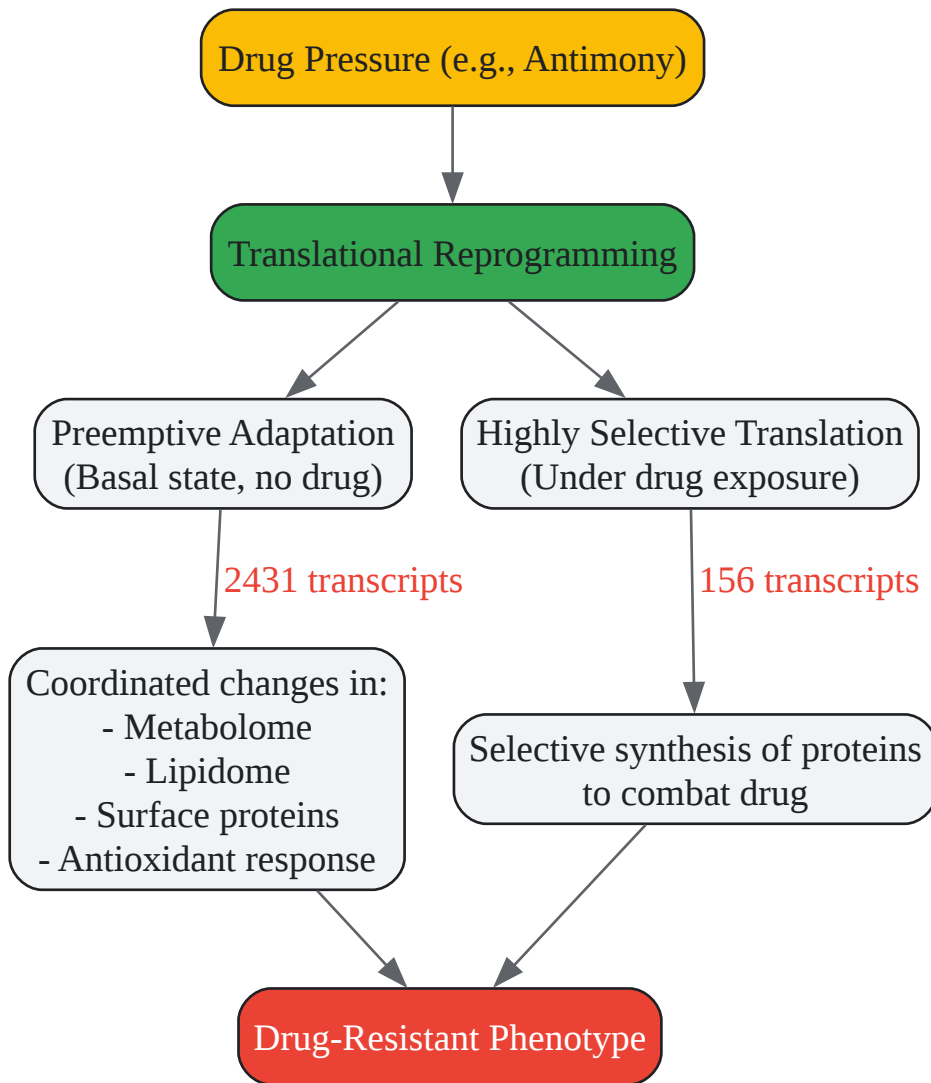 Drug Pressure (e.g., Antimony)
Translational Reprogramming
Preemptive Adaptation
(Basal state, no drug)
Highly Selective Translation
(Under drug exposure)
2431 transcripts
156 transcripts
Coordinated changes in:
- Metabolome
- Lipidome
- Surface proteins
- Antioxidant response
Selective synthesis of proteins
to combat drug
Drug-Resistant Phenotype